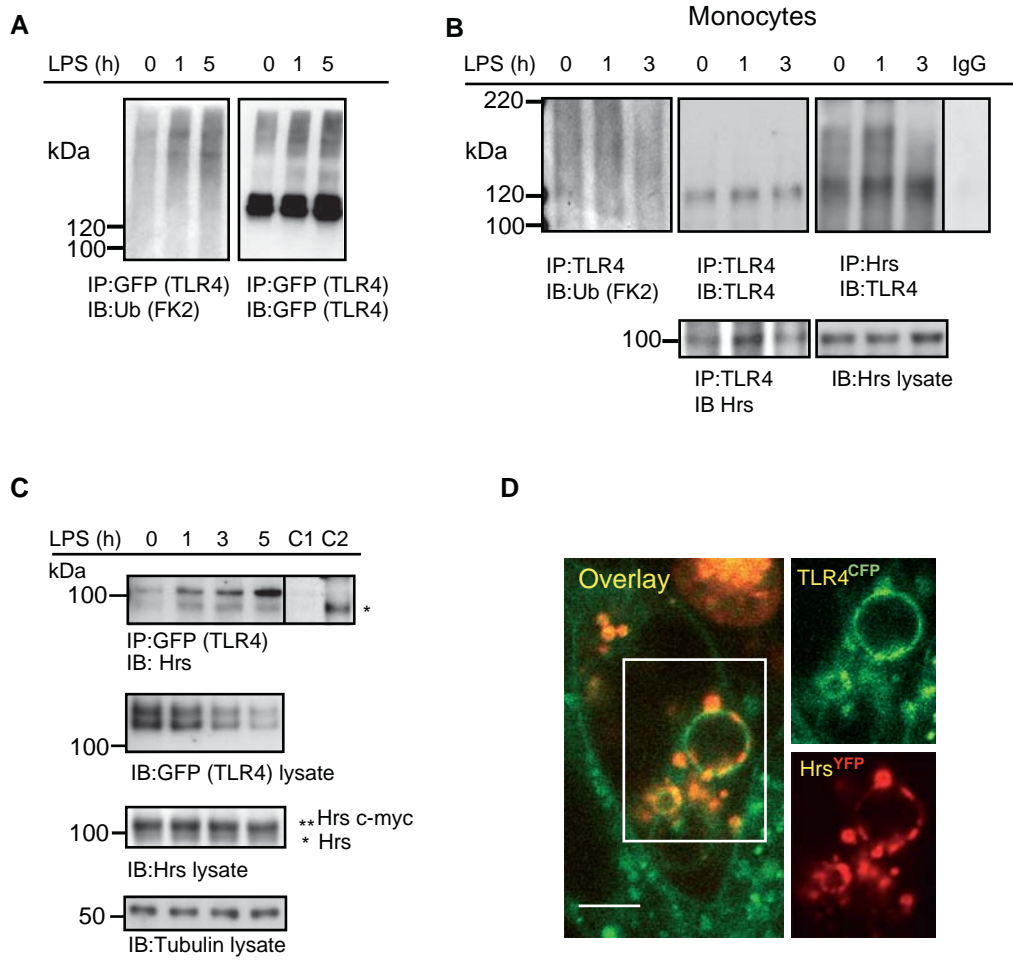 A
LPS (h) 0 1 5 0 1 5
kDa
120
100
IP:GFP (TLR4)
IB:Ub (FK2)
IP:GFP (TLR4)
IB:GFP (TLR4)
Monocytes
B
LPS (h) 0 1 3 0 1 3 0 1 3 IgG
220
kDa
120
100
IP:TLR4
IB:Ub (FK2)
IP:TLR4
IB:TLR4
IP:Hrs
IB:TLR4
100
IP:TLR4
IB Hrs
IB:Hrs lysate
C
LPS (h) 0 1 3 5 C1 C2
kDa
100
*
IP:GFP (TLR4)
IB: Hrs
100
IB:GFP (TLR4) lysate
100
** Hrs c-myc
* Hrs
IB:Hrs lysate
50
IB:Tubulin lysate
D
Overlay
TLR4CFP
HrsYFP